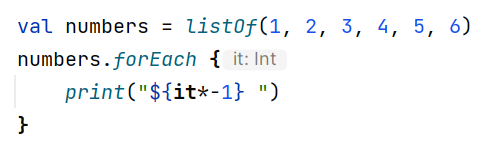 val numbers = listOf(1, 2, 3, 4, 5, 6)
numbers.forEach { it: Int
    print("${it*-1} ")
}